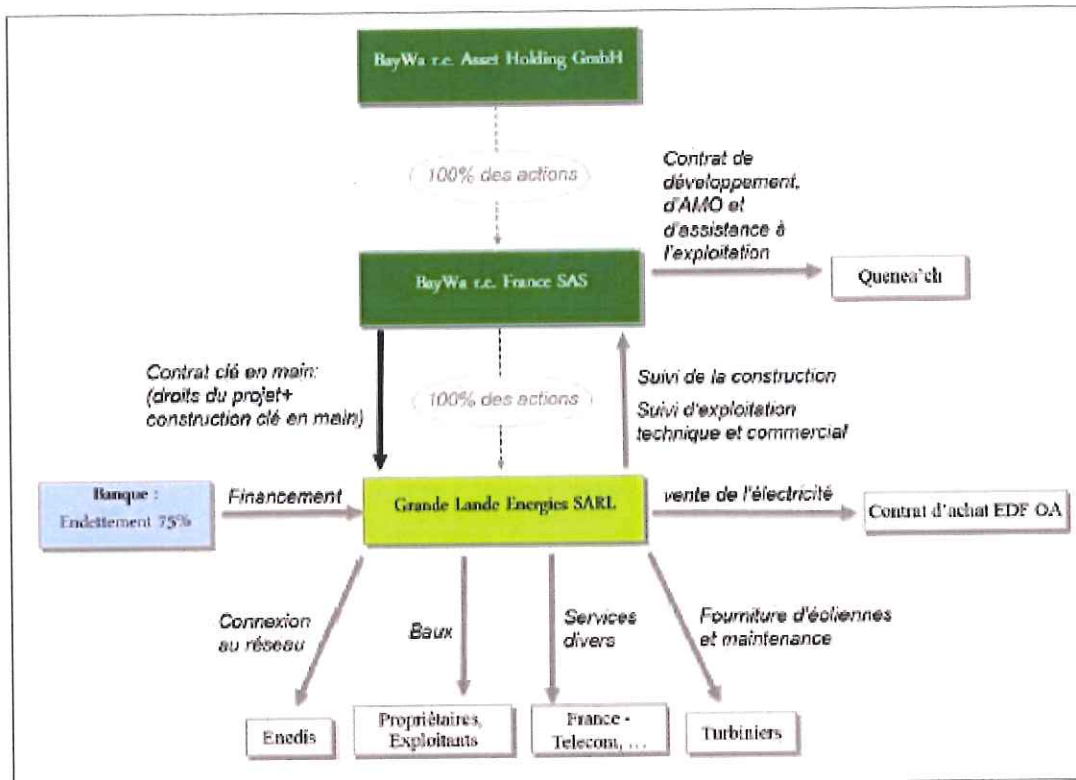 BayWa r.e. Asset Holding GmbH
100% des actions
Contrat de
développement,
d'AMO et
d'assistance à
l'exploitation
BayWa r.e. France SAS
Quenea'ch
Contrat clé en main:
(droits du projet+
construction clé en main)
100% des actions
Suivi de la construction
Suivi d'exploitation
technique et commercial
Banque :
Endettement 75%
Financement
Grande Lande Energies SARL
vente de l'électricité
Contrat d'achat EDF OA
Connexion
au réseau
Baux
Services
divers
Fourniture d'éoliennes
et maintenance
Enedis
Propriétaires,
Exploitants
France -
Telecom, …
Turbiniers